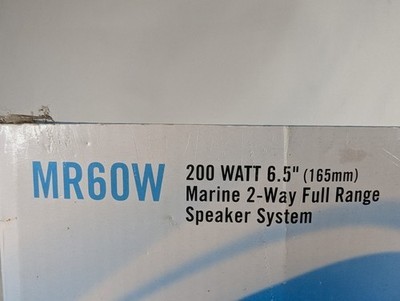 MR60W
200 WATT 6.5" (165mm)
Marine 2-Way Full Range
Speaker System